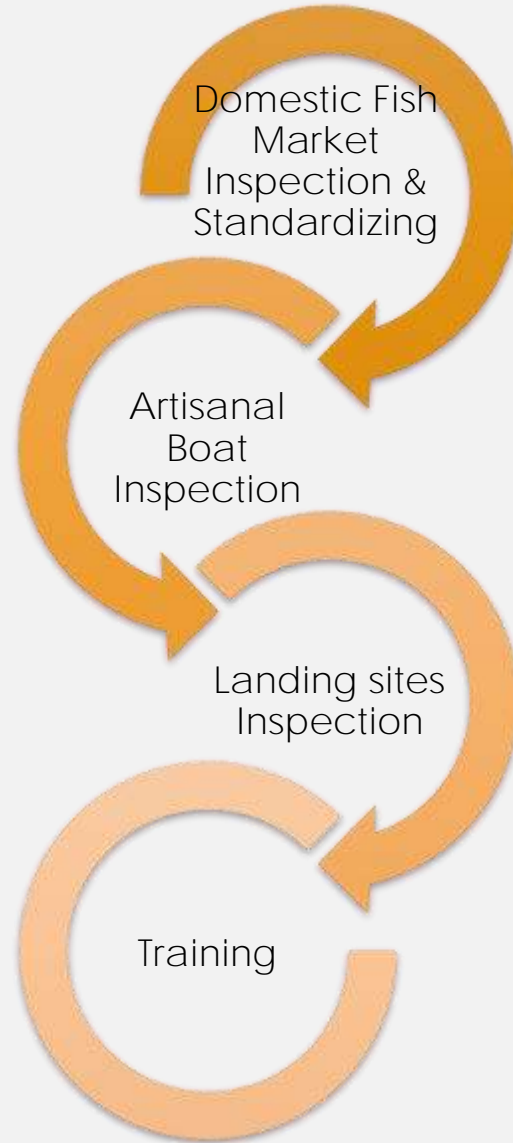 Domestic Fish
Market
Inspection &
Standardizing
Artisanal
Boat
Inspection
Landing sites
Inspection
Training